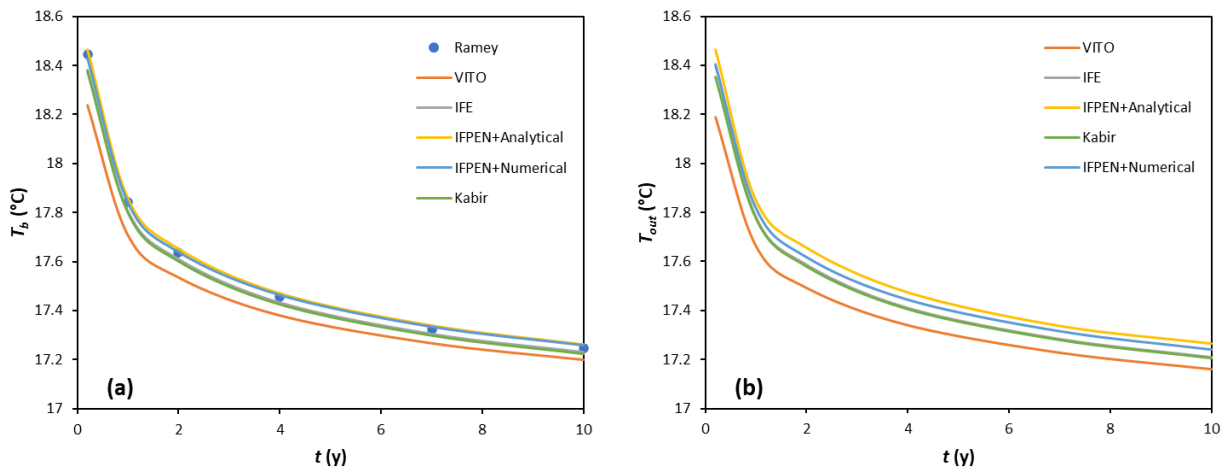 18.6
18.4
18.2
18
17.8
17.6
17.4
17.2
17
T_b (°C)
Ramey
VITO
IFE
IFPEN+Analytical
IFPEN+Numerical
Kabir
(a)
0
2
4
6
8
10
t (y)
18.6
18.4
18.2
18
17.8
17.6
17.4
17.2
17
T_out (°C)
VITO
IFE
IFPEN+Analytical
Kabir
IFPEN+Numerical
(b)
0
2
4
6
8
10
t (y)